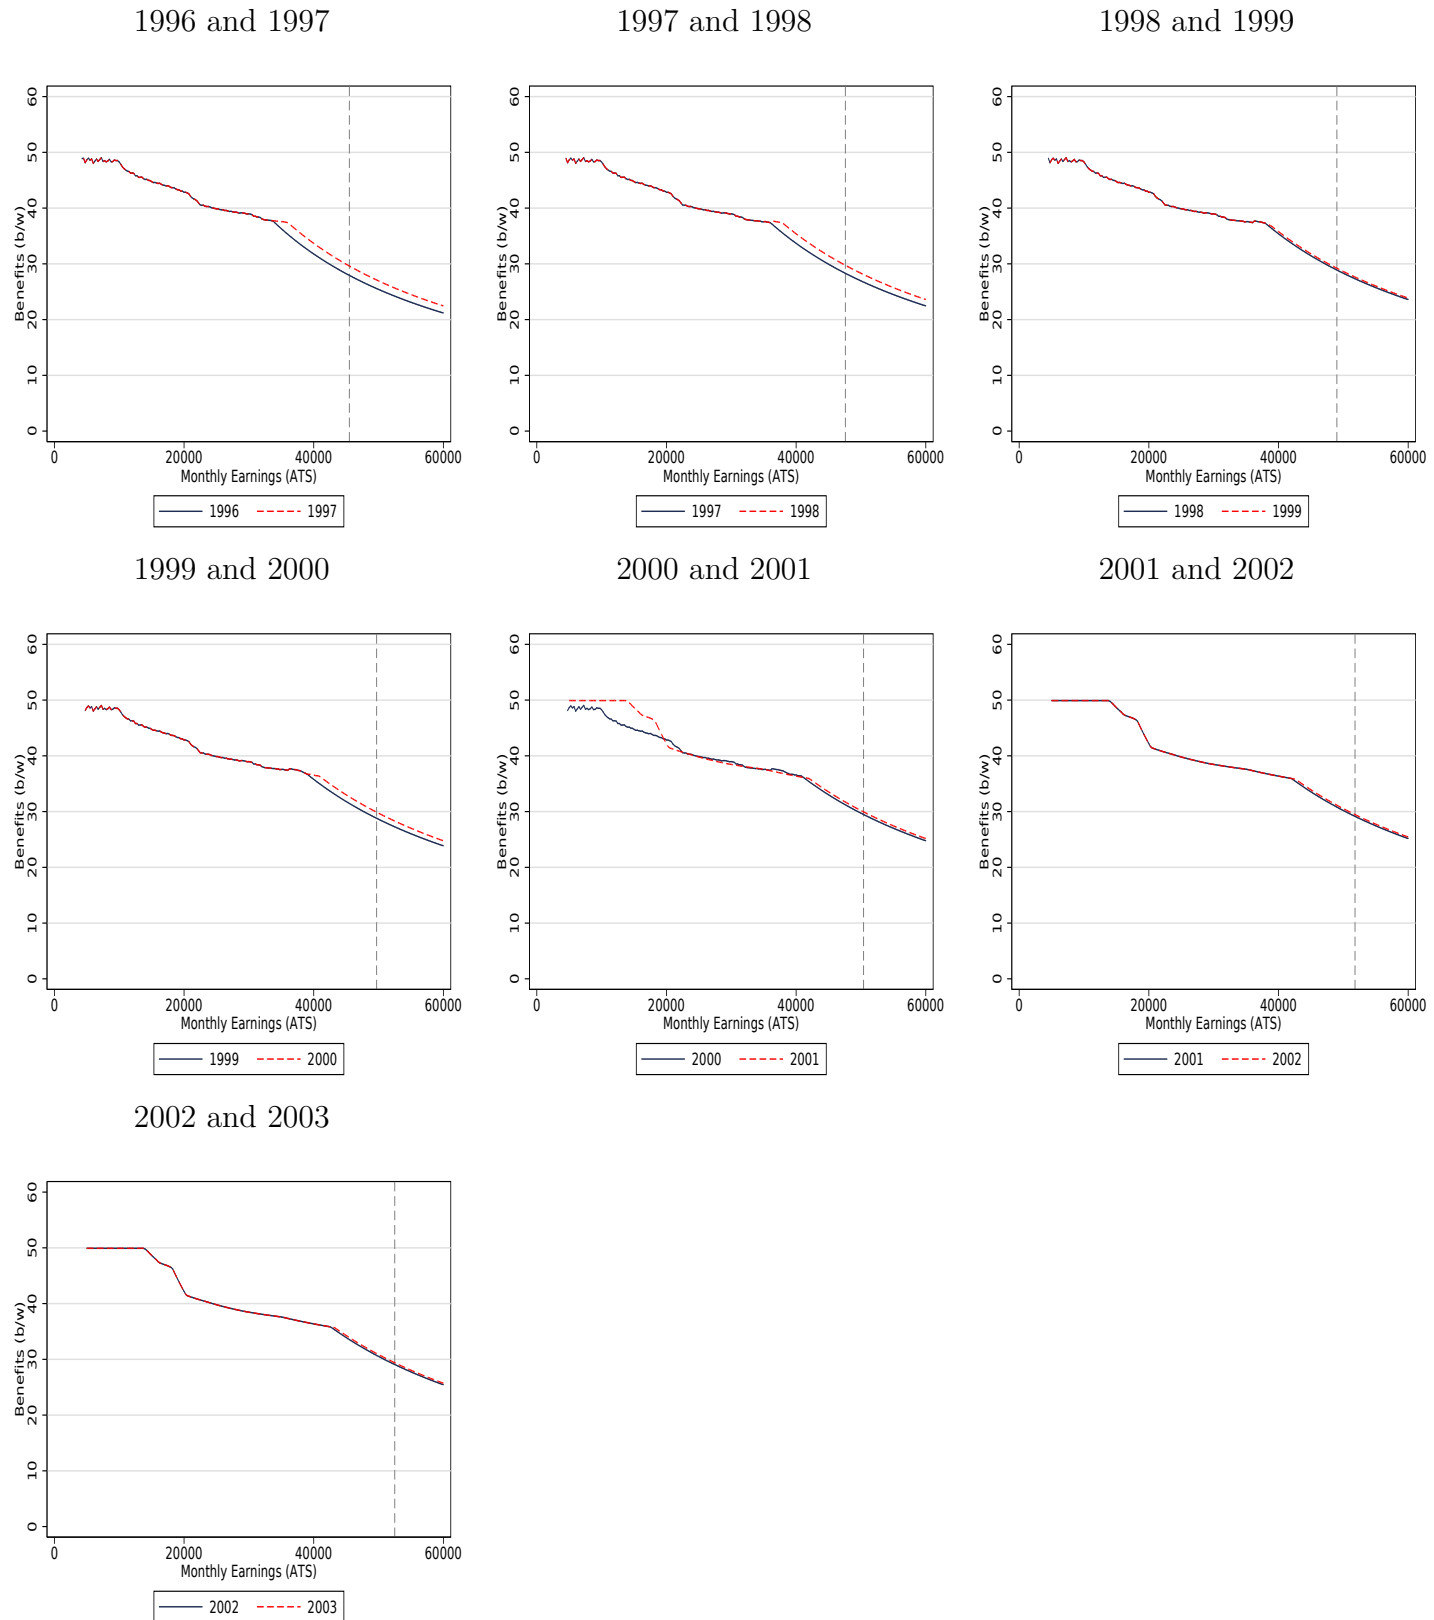 1996 and 1997
1997 and 1998
1998 and 1999
Benefits (b/w)
60
50
40
30
20
10
0
0 20000 40000 60000
Monthly Earnings (ATS)
1996 1997
Benefits (b/w)
60
50
40
30
20
10
0
0 20000 40000 60000
Monthly Earnings (ATS)
1997 1998
Benefits (b/w)
60
50
40
30
20
10
0
0 20000 40000 60000
Monthly Earnings (ATS)
1998 1999
1999 and 2000
2000 and 2001
2001 and 2002
Benefits (b/w)
60
50
40
30
20
10
0
0 20000 40000 60000
Monthly Earnings (ATS)
1999 2000
Benefits (b/w)
60
50
40
30
20
10
0
0 20000 40000 60000
Monthly Earnings (ATS)
2000 2001
Benefits (b/w)
60
50
40
30
20
10
0
0 20000 40000 60000
Monthly Earnings (ATS)
2001 2002
2002 and 2003
Benefits (b/w)
60
50
40
30
20
10
0
0 20000 40000 60000
Monthly Earnings (ATS)
2002 2003